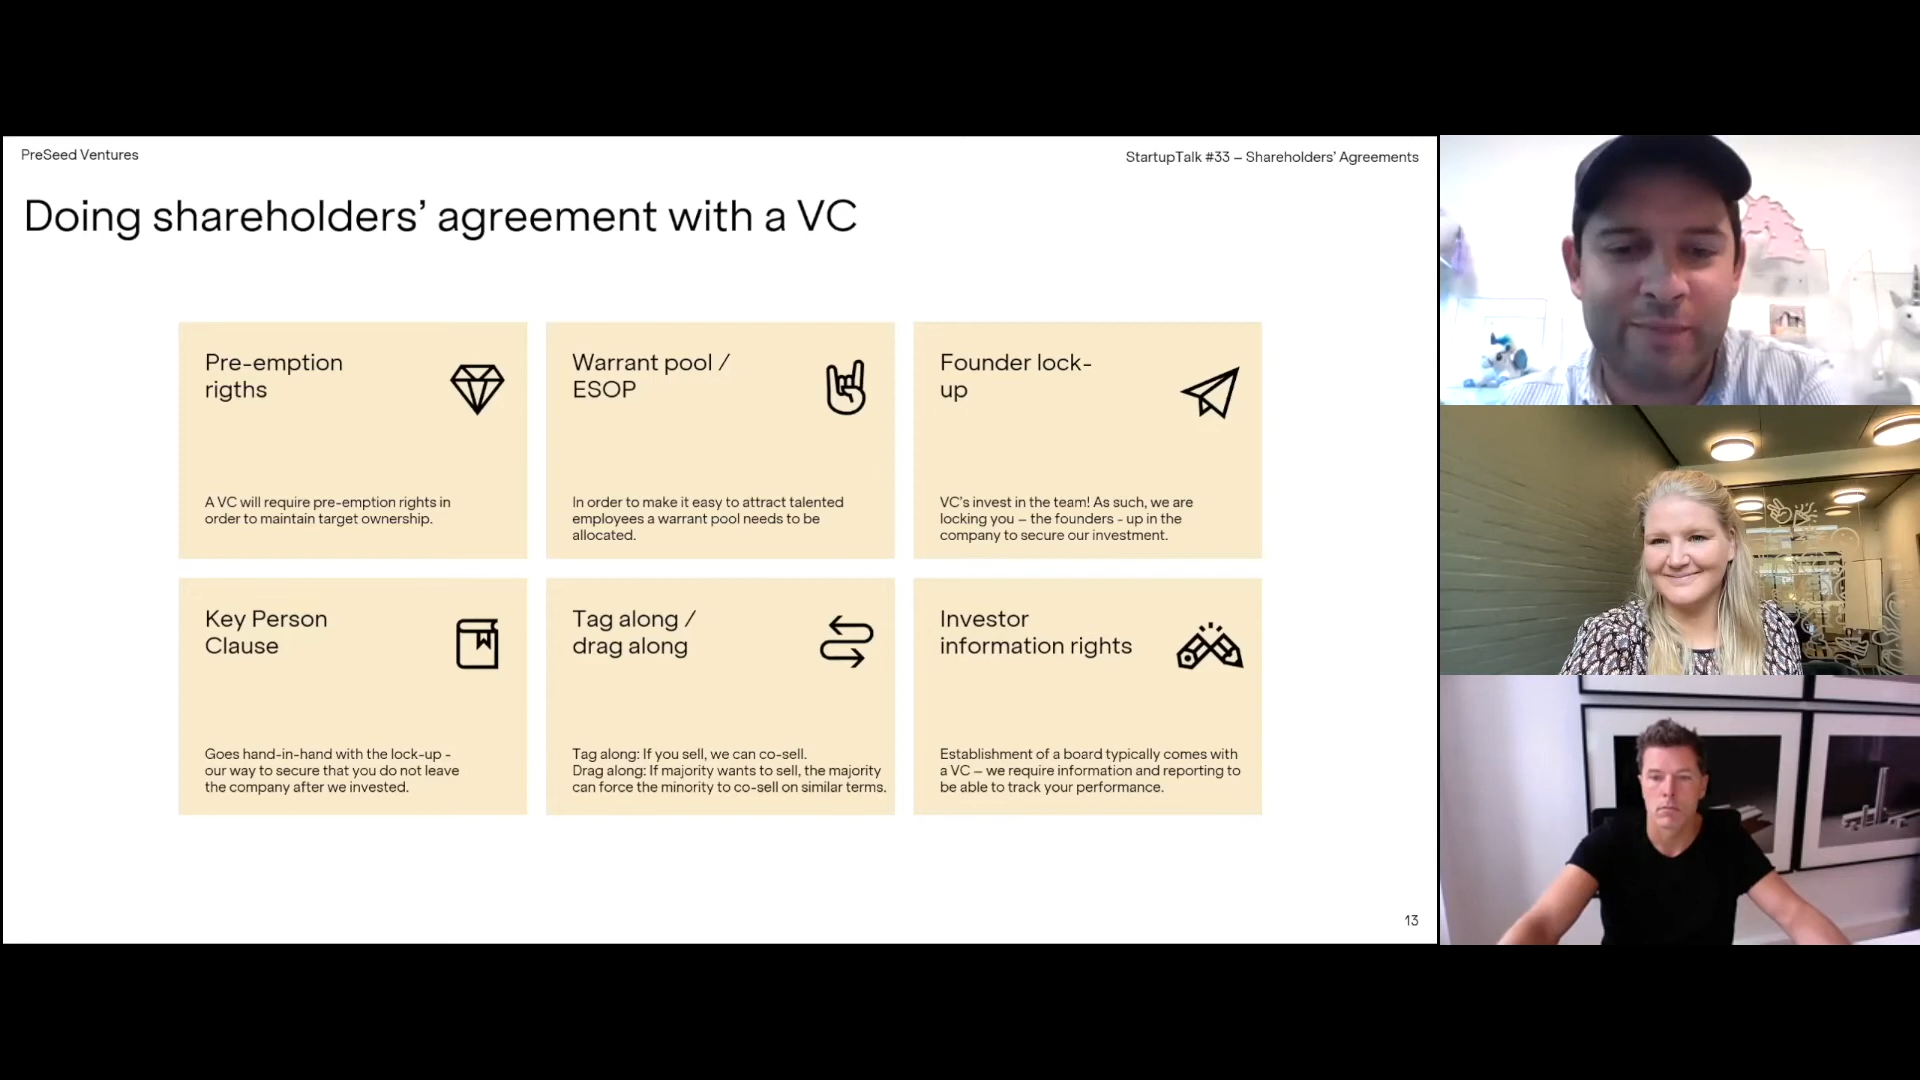 PreSeed Ventures
StartupTalk #33 – Shareholders’ Agreements
Doing shareholders’ agreement with a VC
Pre-emption
rigths
A VC will require pre-emption rights in
order to maintain target ownership.
Warrant pool /
ESOP
In order to make it easy to attract talented
employees a warrant pool needs to be
allocated.
Founder lock-
up
VC’s invest in the team! As such, we are
locking you – the founders - up in the
company to secure our investment.
Key Person
Clause
Goes hand-in-hand with the lock-up -
our way to secure that you do not leave
the company after we invested.
Tag along /
drag along
Tag along: If you sell, we can co-sell.
Drag along: If majority wants to sell, the majority
can force the minority to co-sell on similar terms.
Investor
information rights
Establishment of a board typically comes with
a VC – we require information and reporting to
be able to track your performance.
13